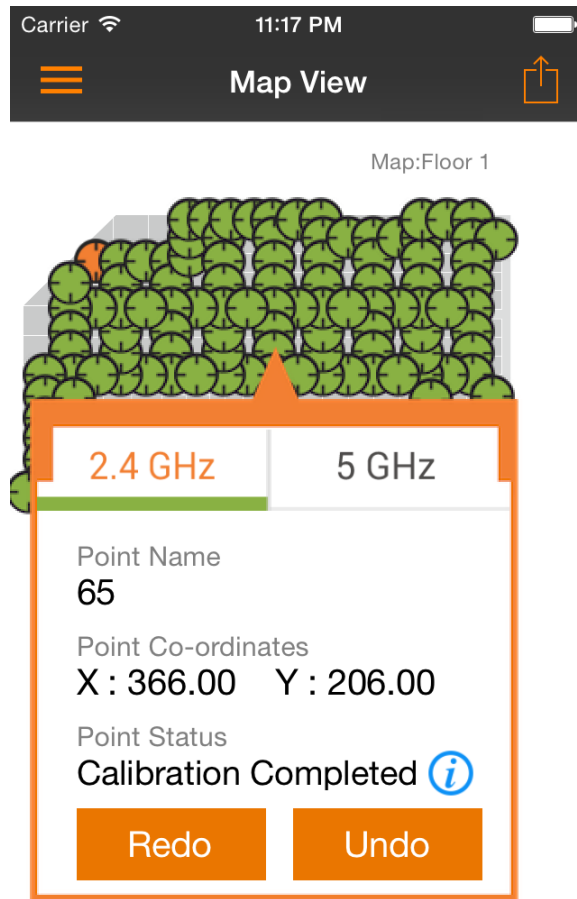 Carrier 11:17 PM
Map View
Map:Floor 1
2.4 GHz 5 GHz
Point Name
65
Point Co-ordinates
X : 366.00 Y : 206.00
Point Status
Calibration Completed i
Redo Undo